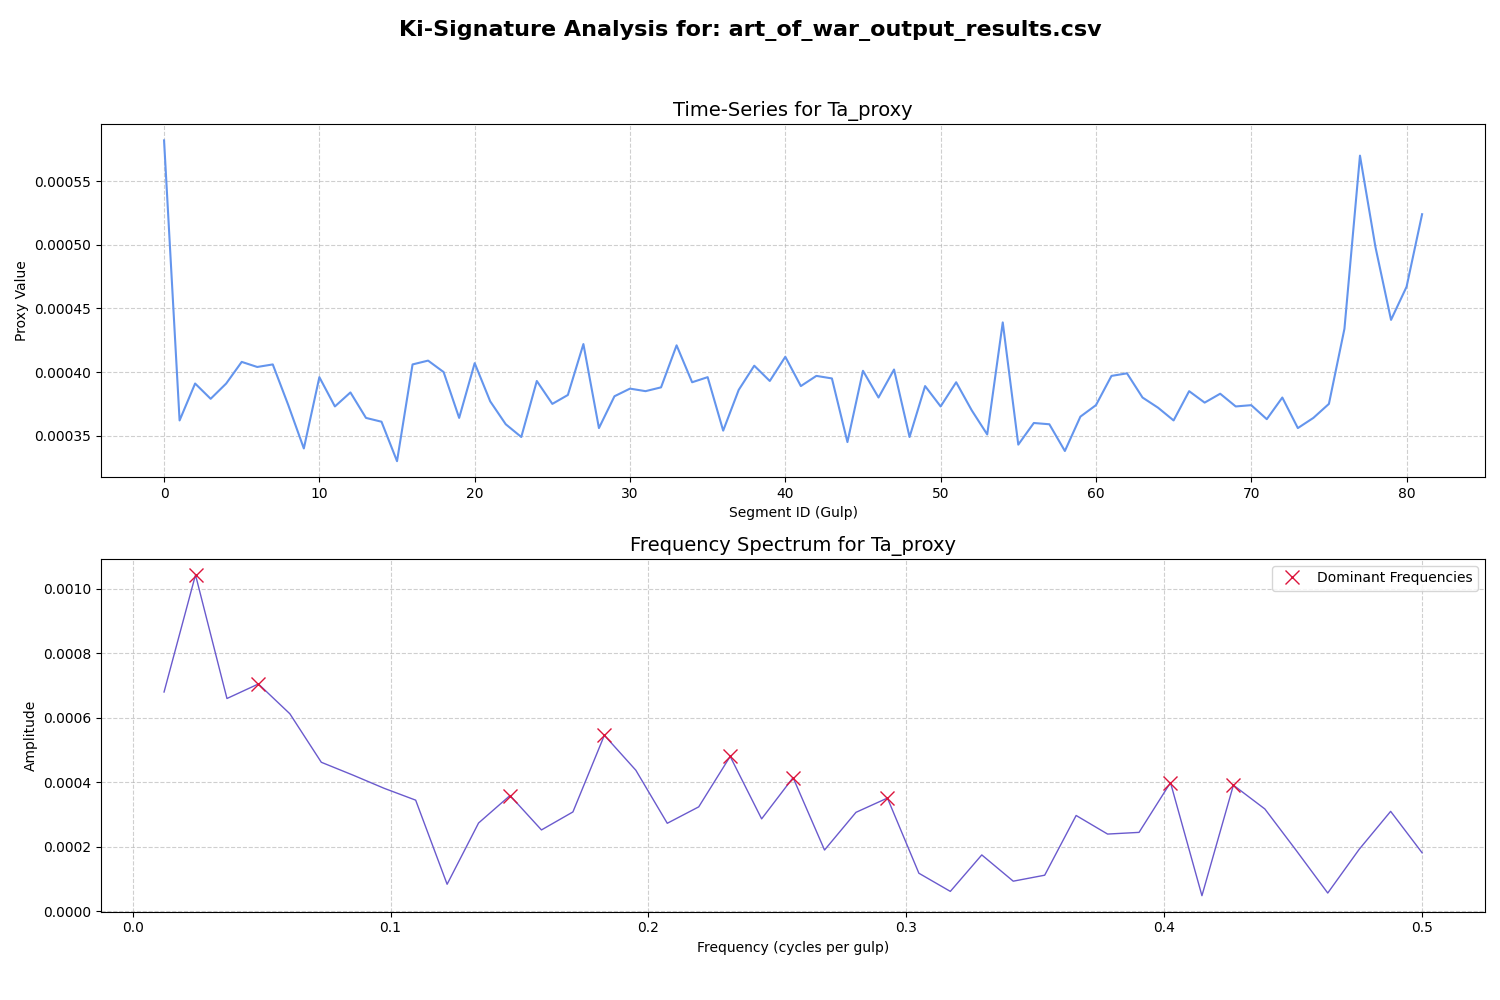 Ki-Signature Analysis for: art_of_war_output_results.csv
Time-Series for Ta_proxy
Proxy Value
0.00055
0.00050
0.00045
0.00040
0.00035
0 10 20 30 40 50 60 70 80
Segment ID (Gulp)
Frequency Spectrum for Ta_proxy
Dominant Frequencies
Amplitude
0.0010
0.0008
0.0006
0.0004
0.0002
0.0000
0.0 0.1 0.2 0.3 0.4 0.5
Frequency (cycles per gulp)